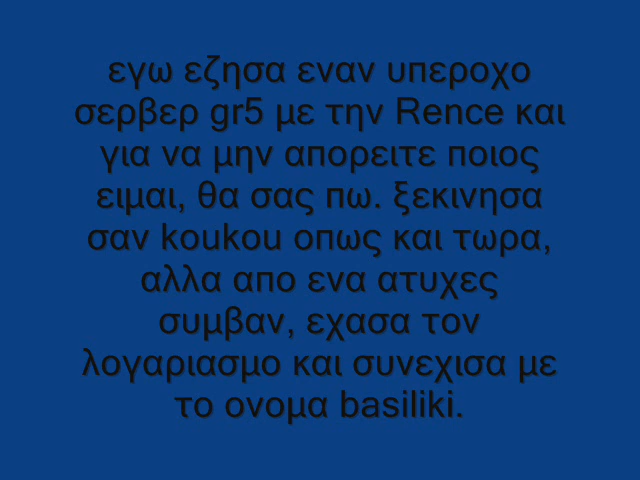 εγω εζησα εναν υπεροχο
σερβερ gr5 με την Rence και
για να μην απορειτε ποιος
ειμαι, θα σας πω. ξεκινησα
σαν koukou οπως και τωρα,
αλλα απο ενα ατυχες
συμβαν, εχασα τον
λογαριασμο και συνεχισα με
το ονομα basiliki.